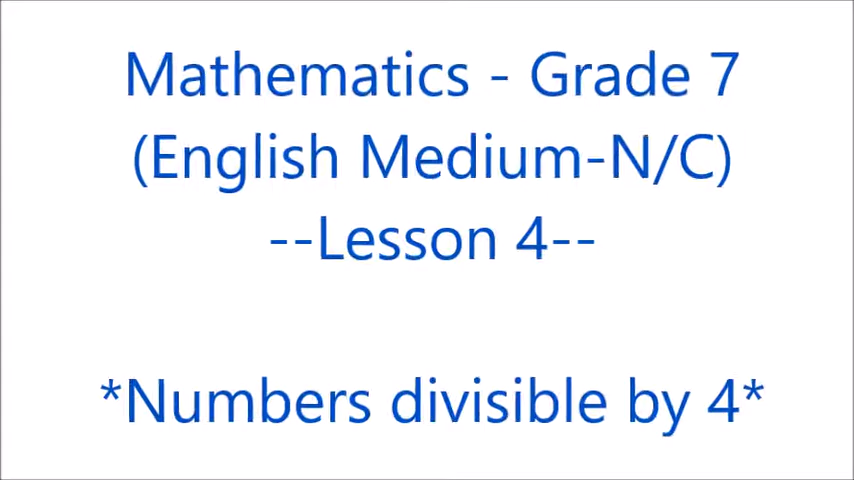 Mathematics - Grade 7
(English Medium-N/C)
--Lesson 4--
*Numbers divisible by 4*